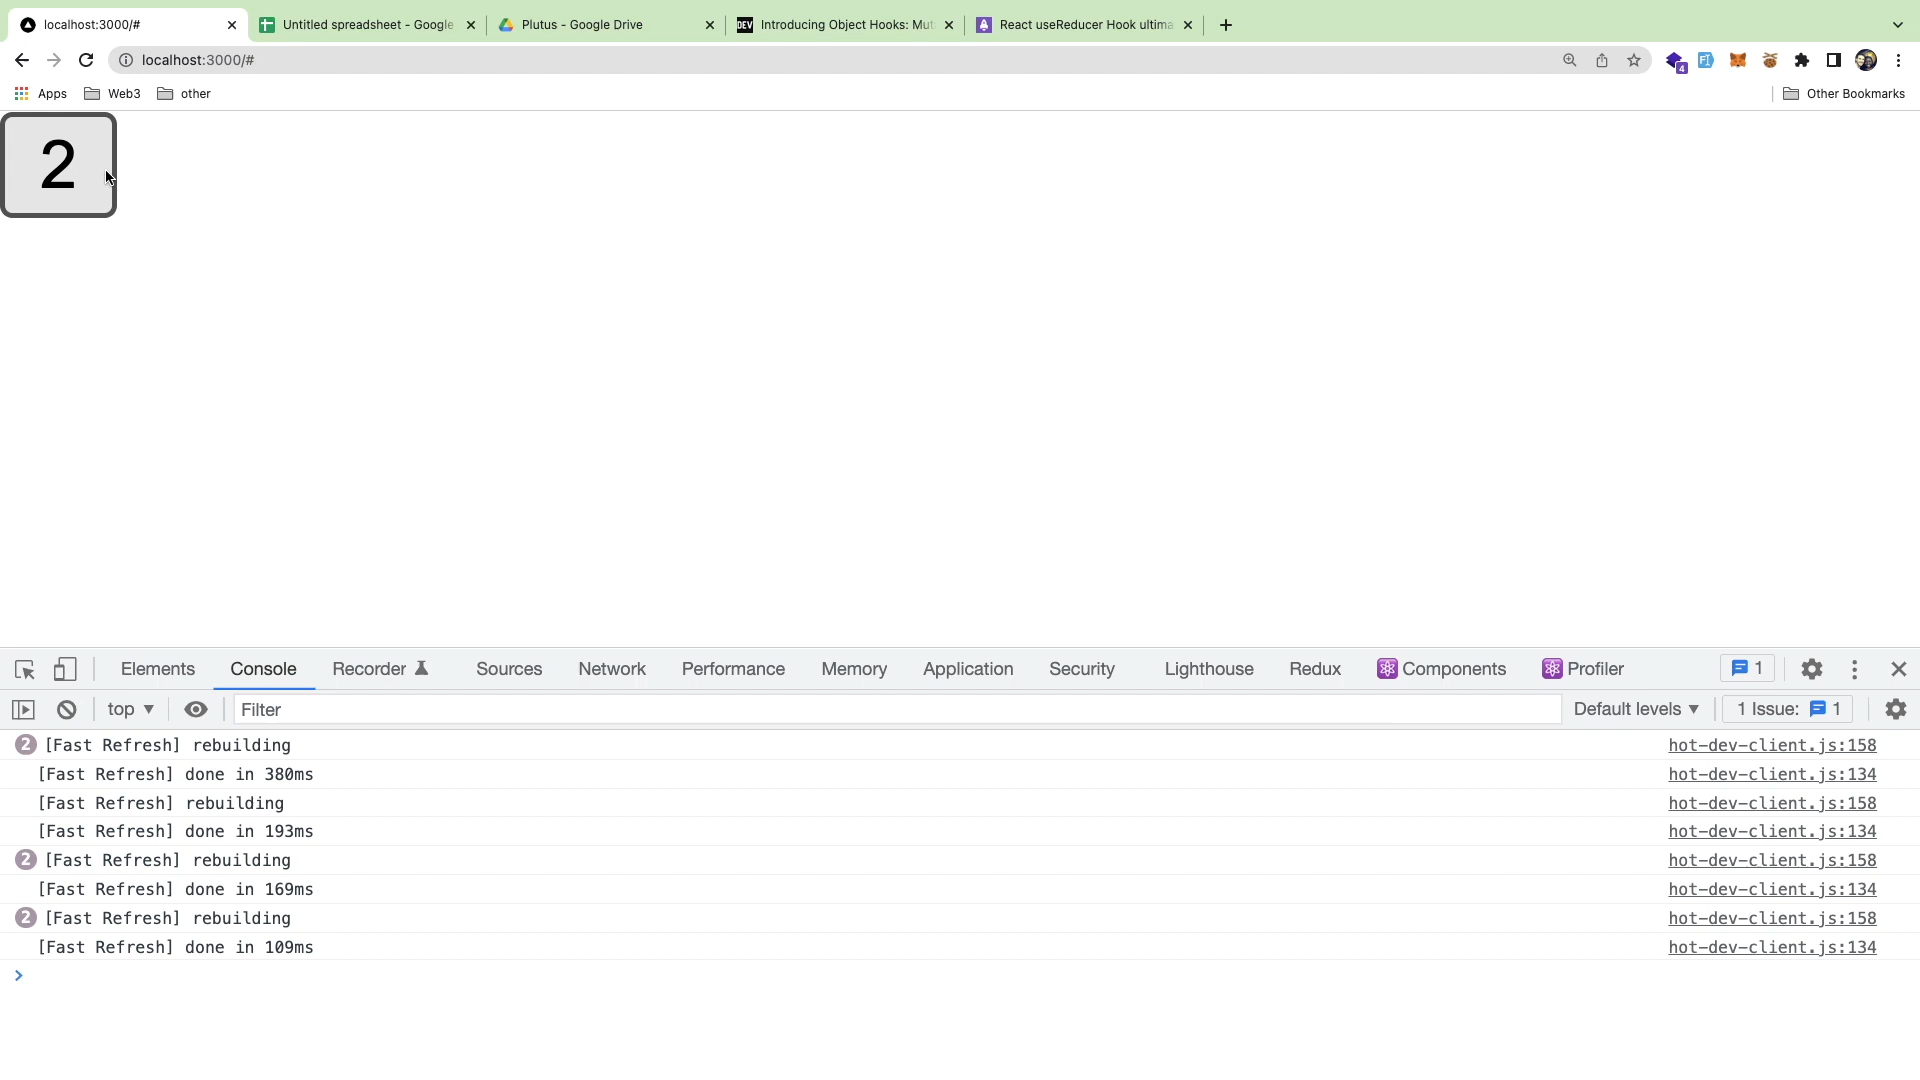 localhost:3000/#
Untitled spreadsheet - Google
Plutus - Google Drive
DEV Introducing Object Hooks: Mut
React useReducer Hook ultima
localhost:3000/#
4
Apps Web3 other Other Bookmarks
2
Elements Console Recorder Sources Network Performance Memory Application Security Lighthouse Redux Components Profiler 1
top ▼ Filter Default levels ▼ 1 Issue: 1
2 [Fast Refresh] rebuilding hot-dev-client.js:158
[Fast Refresh] done in 380ms hot-dev-client.js:134
[Fast Refresh] rebuilding hot-dev-client.js:158
[Fast Refresh] done in 193ms hot-dev-client.js:134
2 [Fast Refresh] rebuilding hot-dev-client.js:158
[Fast Refresh] done in 169ms hot-dev-client.js:134
2 [Fast Refresh] rebuilding hot-dev-client.js:158
[Fast Refresh] done in 109ms hot-dev-client.js:134